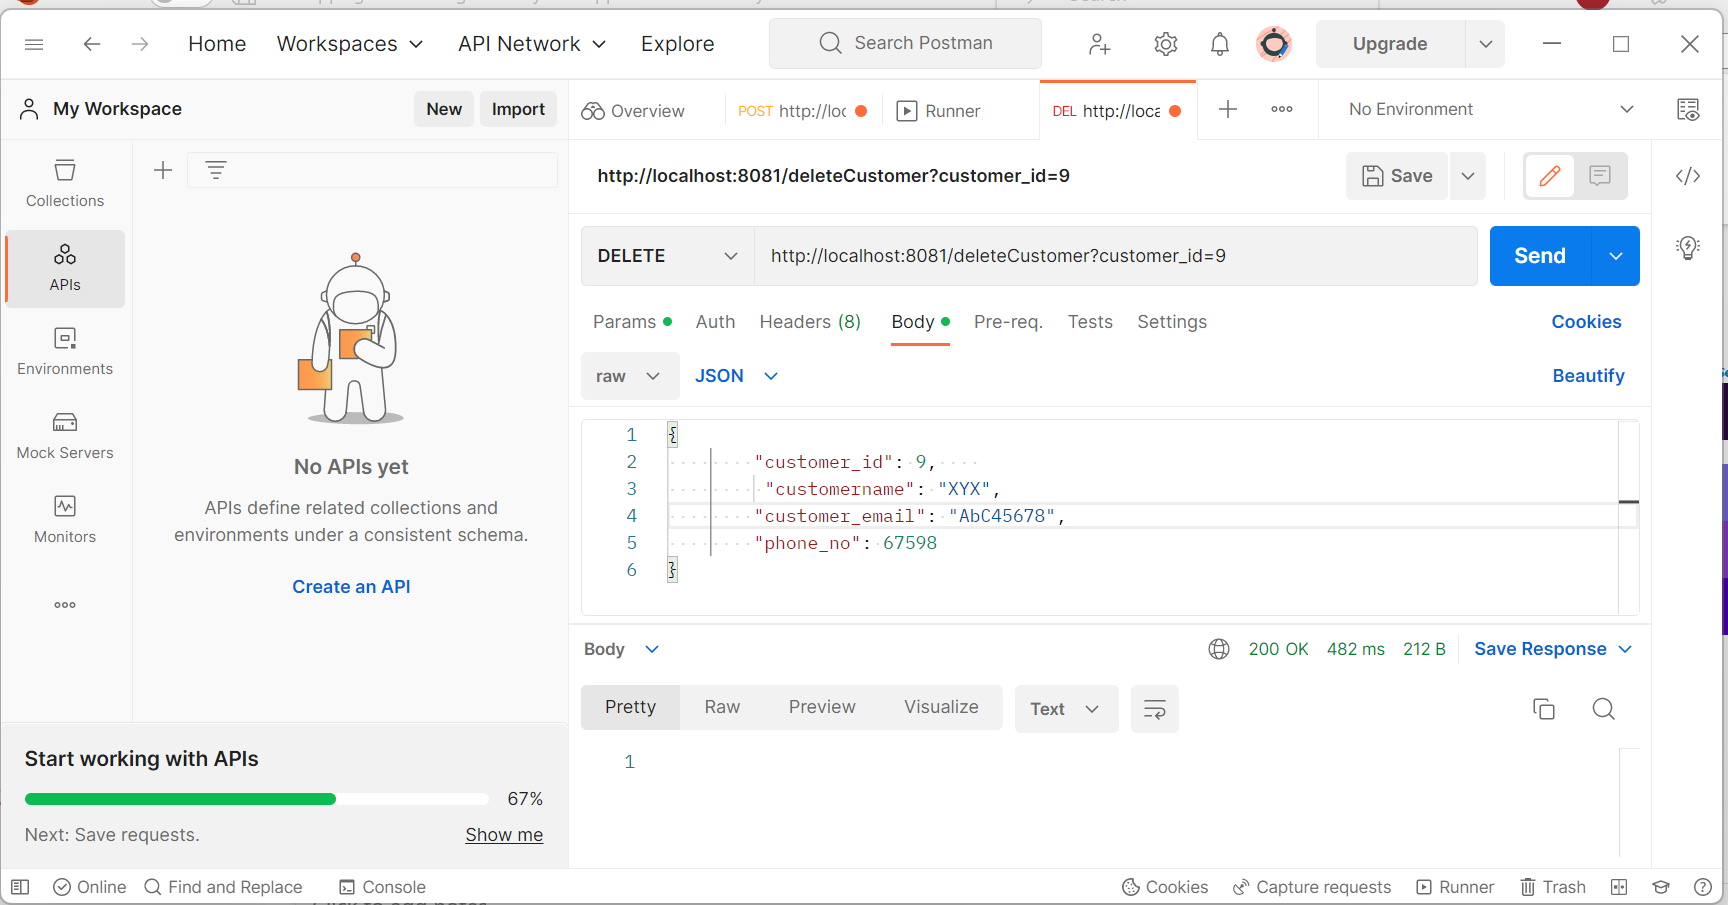 Home Workspaces API Network Explore Search Postman Upgrade
My Workspace New Import
Overview POST http://loc Runner DEL http://loca No Environment
Collections
APIs
Environments
Mock Servers
Monitors
No APIs yet
APIs define related collections and
environments under a consistent schema.
Create an API
Start working with APIs
67%
Next: Save requests. Show me
http://localhost:8081/deleteCustomer?customer_id=9 Save
DELETE http://localhost:8081/deleteCustomer?customer_id=9 Send
Params Auth Headers (8) Body Pre-req. Tests Settings Cookies
raw JSON Beautify
1 {
2 "customer_id": 9,
3 "customername": "XYX",
4 "customer_email": "AbC45678",
5 "phone_no": 67598
6 }
Body 200 OK 482 ms 212 B Save Response
Pretty Raw Preview Visualize Text
1
Online Find and Replace Console Cookies Capture requests Runner Trash